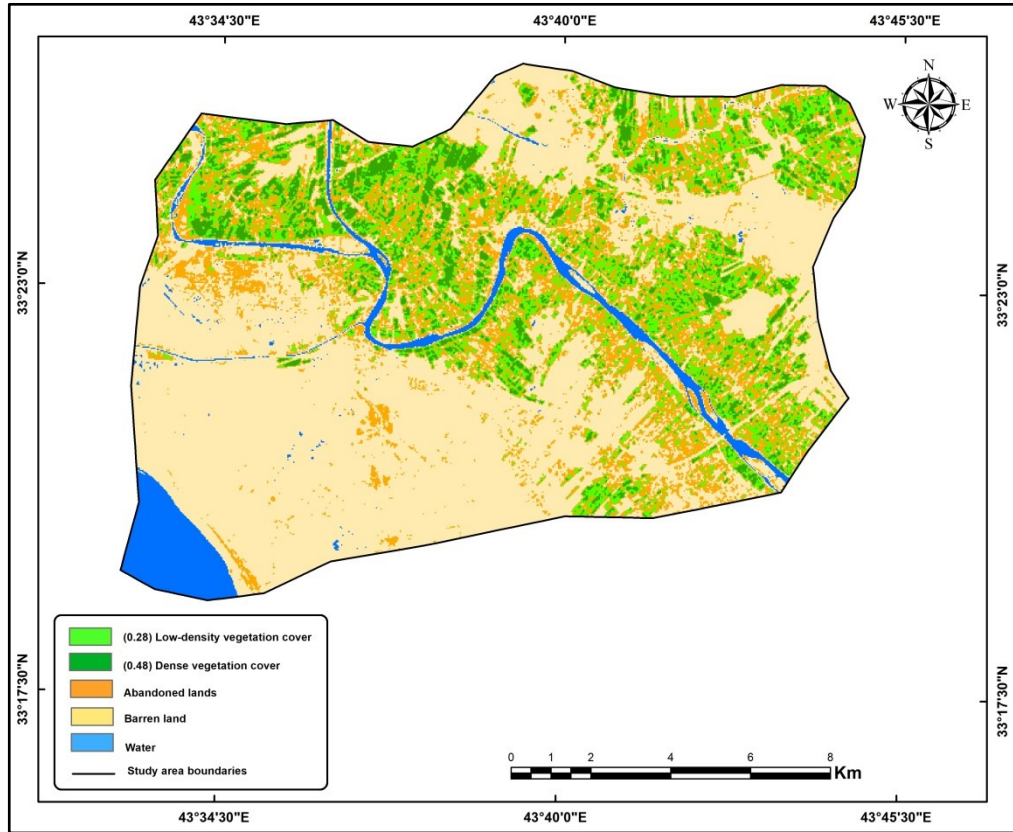 43°34'30"E 43°40'0"E 43°45'30"E
N
W E
S
33°23'0"N 33°23'0"N
33°17'30"N 33°17'30"N
(0.28) Low-density vegetation cover
(0.48) Dense vegetation cover
Abandoned lands
Barren land
Water
Study area boundaries
0 1 2 4 6 8
Km
43°34'30"E 43°40'0"E 43°45'30"E